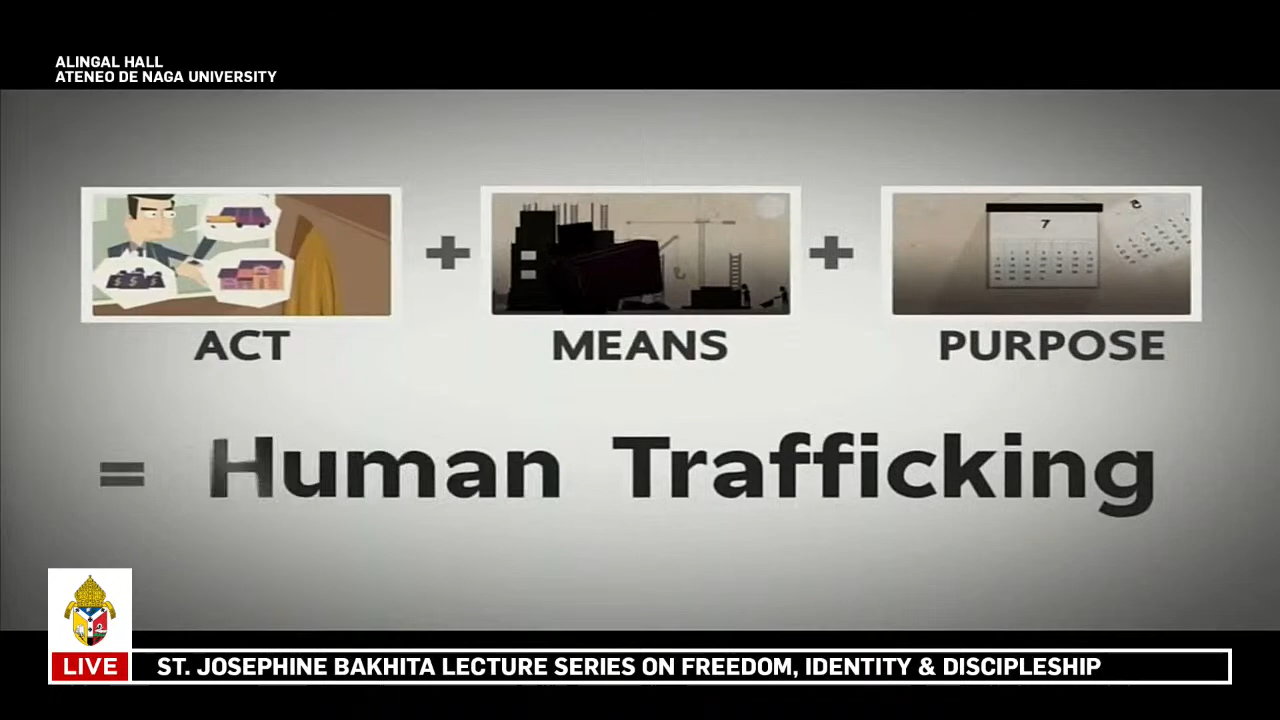 ALINGAL HALL
ATENEO DE NAGA UNIVERSITY
+ +
ACT MEANS PURPOSE
7
$ $ $
= Human Trafficking
LIVE ST. JOSEPHINE BAKHITA LECTURE SERIES ON FREEDOM, IDENTITY & DISCIPLESHIP